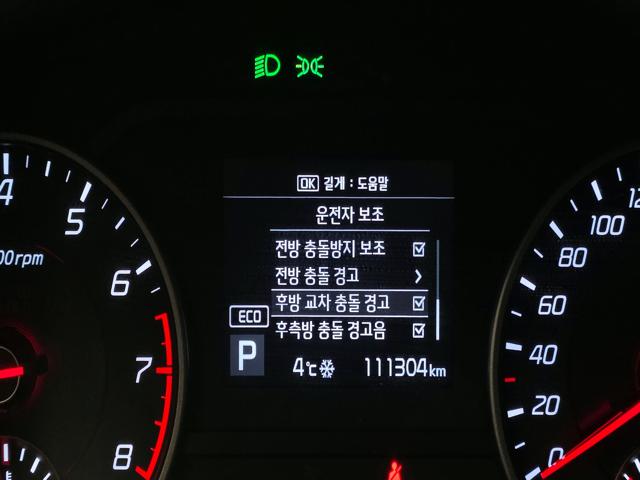 OK 길게 : 도움말
운전자 보조
전방 충돌방지 보조
전방 충돌 경고
후방 교차 충돌 경고
후측방 충돌 경고음
ECO
P
4℃
111304km
4
5
00rpm
6
7
8
12
100
80
60
40
20
0